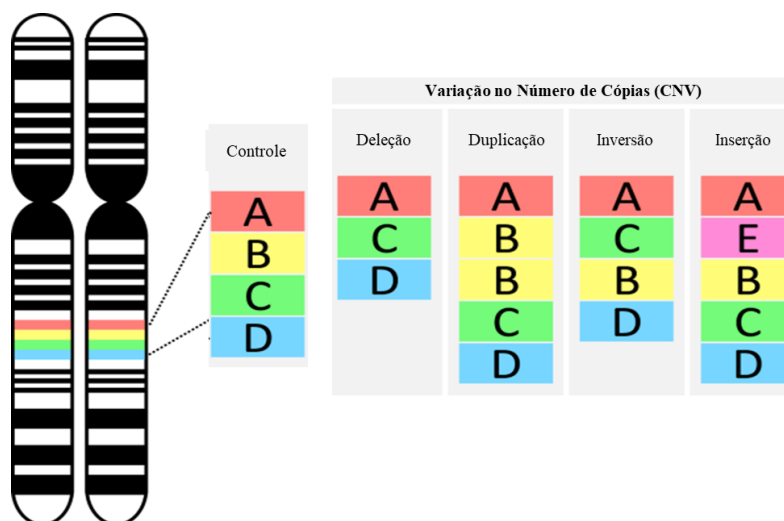 Variação no Número de Cópias (CNV)
Controle
Deleção
Duplicação
Inversão
Inserção
A
B
C
D
A
C
D
A
B
B
C
D
A
C
B
D
A
E
B
C
D